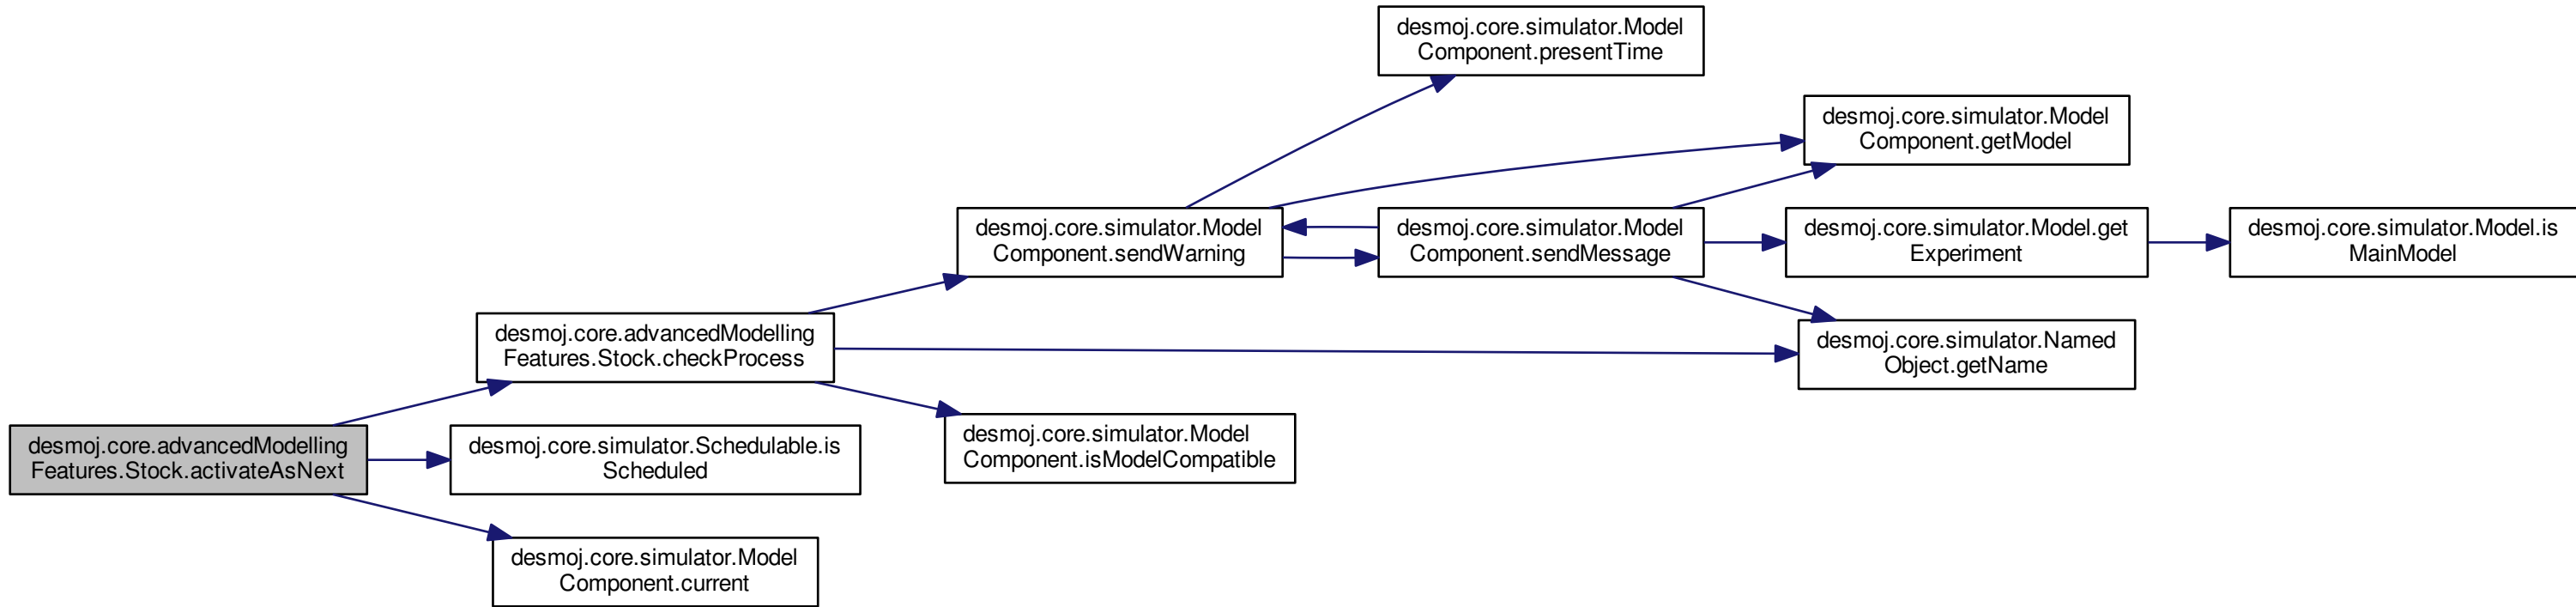 desmoj.core.simulator.Model
Component.presentTime
desmoj.core.simulator.Model
Component.getModel
desmoj.core.simulator.Model
Component.sendWarning
desmoj.core.simulator.Model
Component.sendMessage
desmoj.core.simulator.Model.get
Experiment
desmoj.core.simulator.Model.is
MainModel
desmoj.core.advancedModelling
Features.Stock.checkProcess
desmoj.core.simulator.Named
Object.getName
desmoj.core.advancedModelling
Features.Stock.activateAsNext
desmoj.core.simulator.Schedulable.is
Scheduled
desmoj.core.simulator.Model
Component.isModelCompatible
desmoj.core.simulator.Model
Component.current